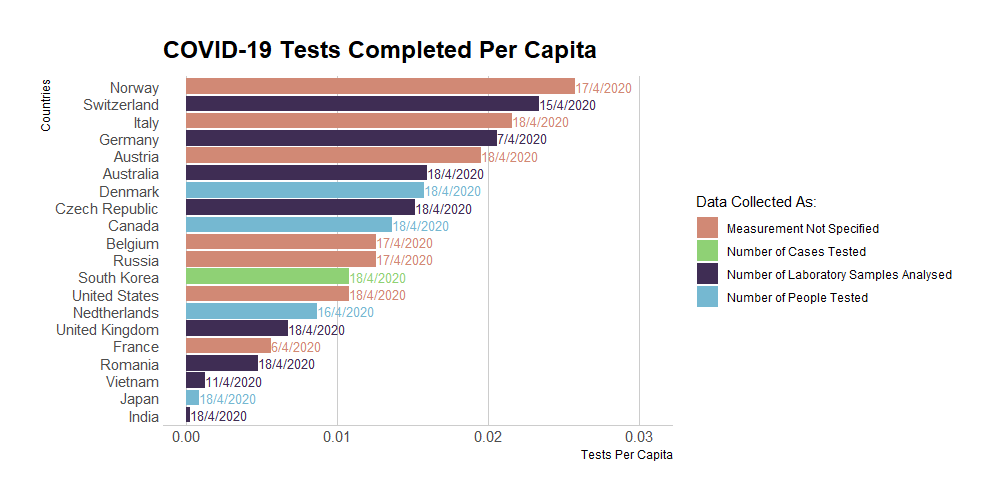 COVID-19 Tests Completed Per Capita
Countries
Norway 17/4/2020
Switzerland 15/4/2020
Italy 18/4/2020
Germany 7/4/2020
Austria 18/4/2020
Australia 18/4/2020
Denmark 18/4/2020
Czech Republic 18/4/2020
Canada 18/4/2020
Belgium 17/4/2020
Russia 17/4/2020
South Korea 18/4/2020
United States 18/4/2020
Nedtherlands 16/4/2020
United Kingdom 18/4/2020
France 6/4/2020
Romania 18/4/2020
Vietnam 11/4/2020
Japan 18/4/2020
India 18/4/2020
0.00 0.01 0.02 0.03
Tests Per Capita
Data Collected As:
Measurement Not Specified
Number of Cases Tested
Number of Laboratory Samples Analysed
Number of People Tested